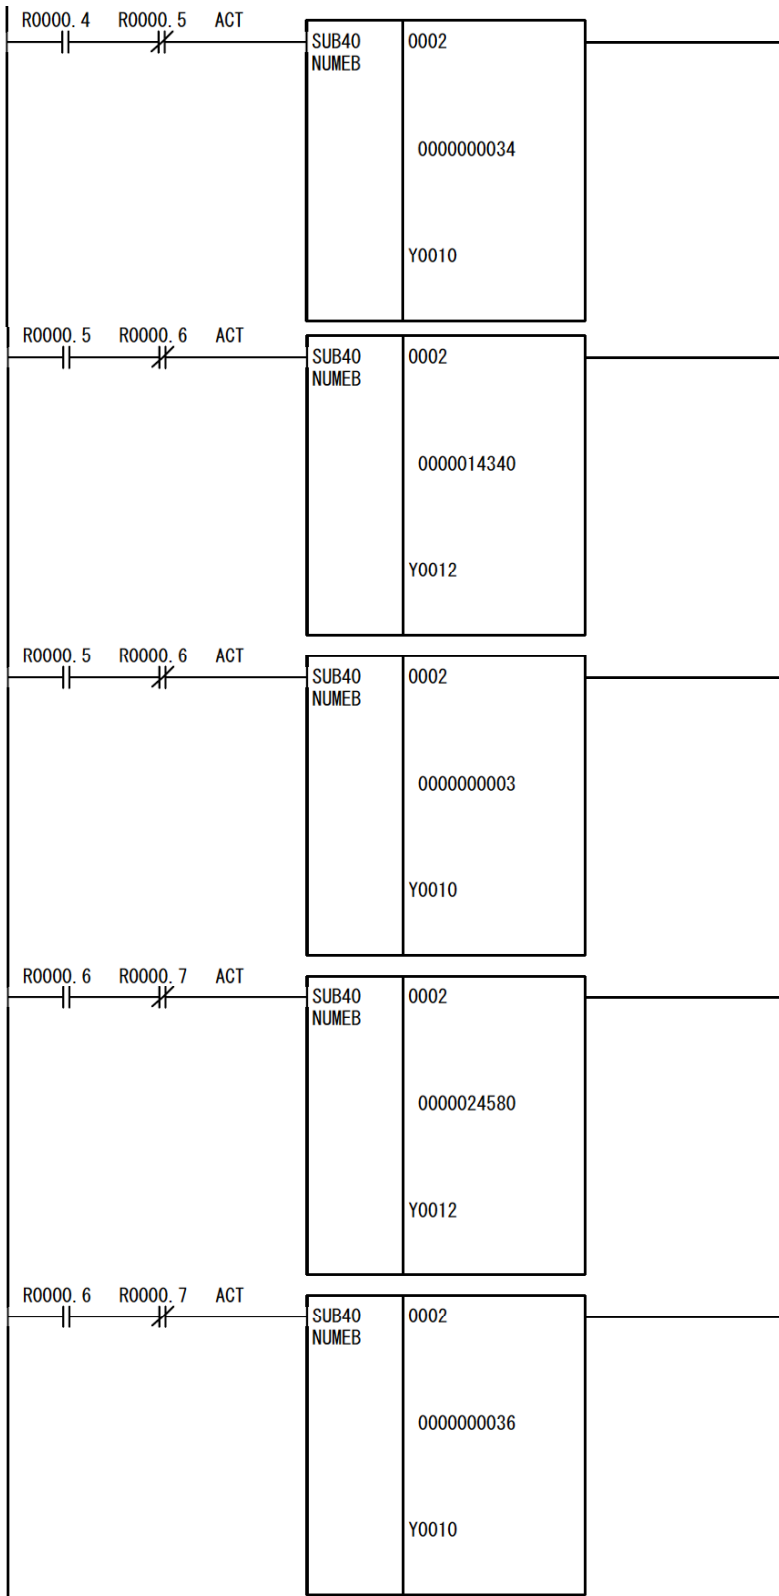 R0000.4 R0000.5 ACT
SUB40 0002
NUMEB
0000000034
Y0010
R0000.5 R0000.6 ACT
SUB40 0002
NUMEB
0000014340
Y0012
R0000.5 R0000.6 ACT
SUB40 0002
NUMEB
0000000003
Y0010
R0000.6 R0000.7 ACT
SUB40 0002
NUMEB
0000024580
Y0012
R0000.6 R0000.7 ACT
SUB40 0002
NUMEB
0000000036
Y0010